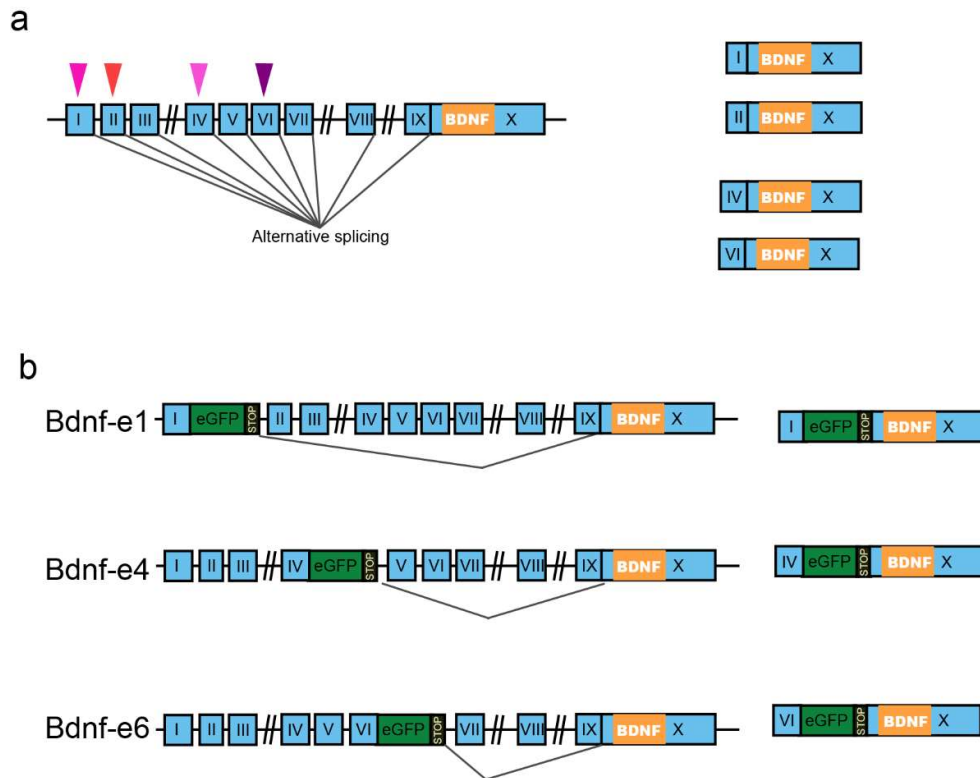 a
I BDNF X
I II III // IV V VI VII // VIII // IX BDNF X
II BDNF X
IV BDNF X
Alternative splicing
VI BDNF X
b
Bdnf-e1 I eGFP STOP II III // IV V VI VII // VIII // IX BDNF X
I eGFP STOP BDNF X
Bdnf-e4 I II III // IV eGFP STOP V VI VII // VIII // IX BDNF X
IV eGFP STOP BDNF X
Bdnf-e6 I II III // IV V VI eGFP STOP VII // VIII // IX BDNF X
VI eGFP STOP BDNF X